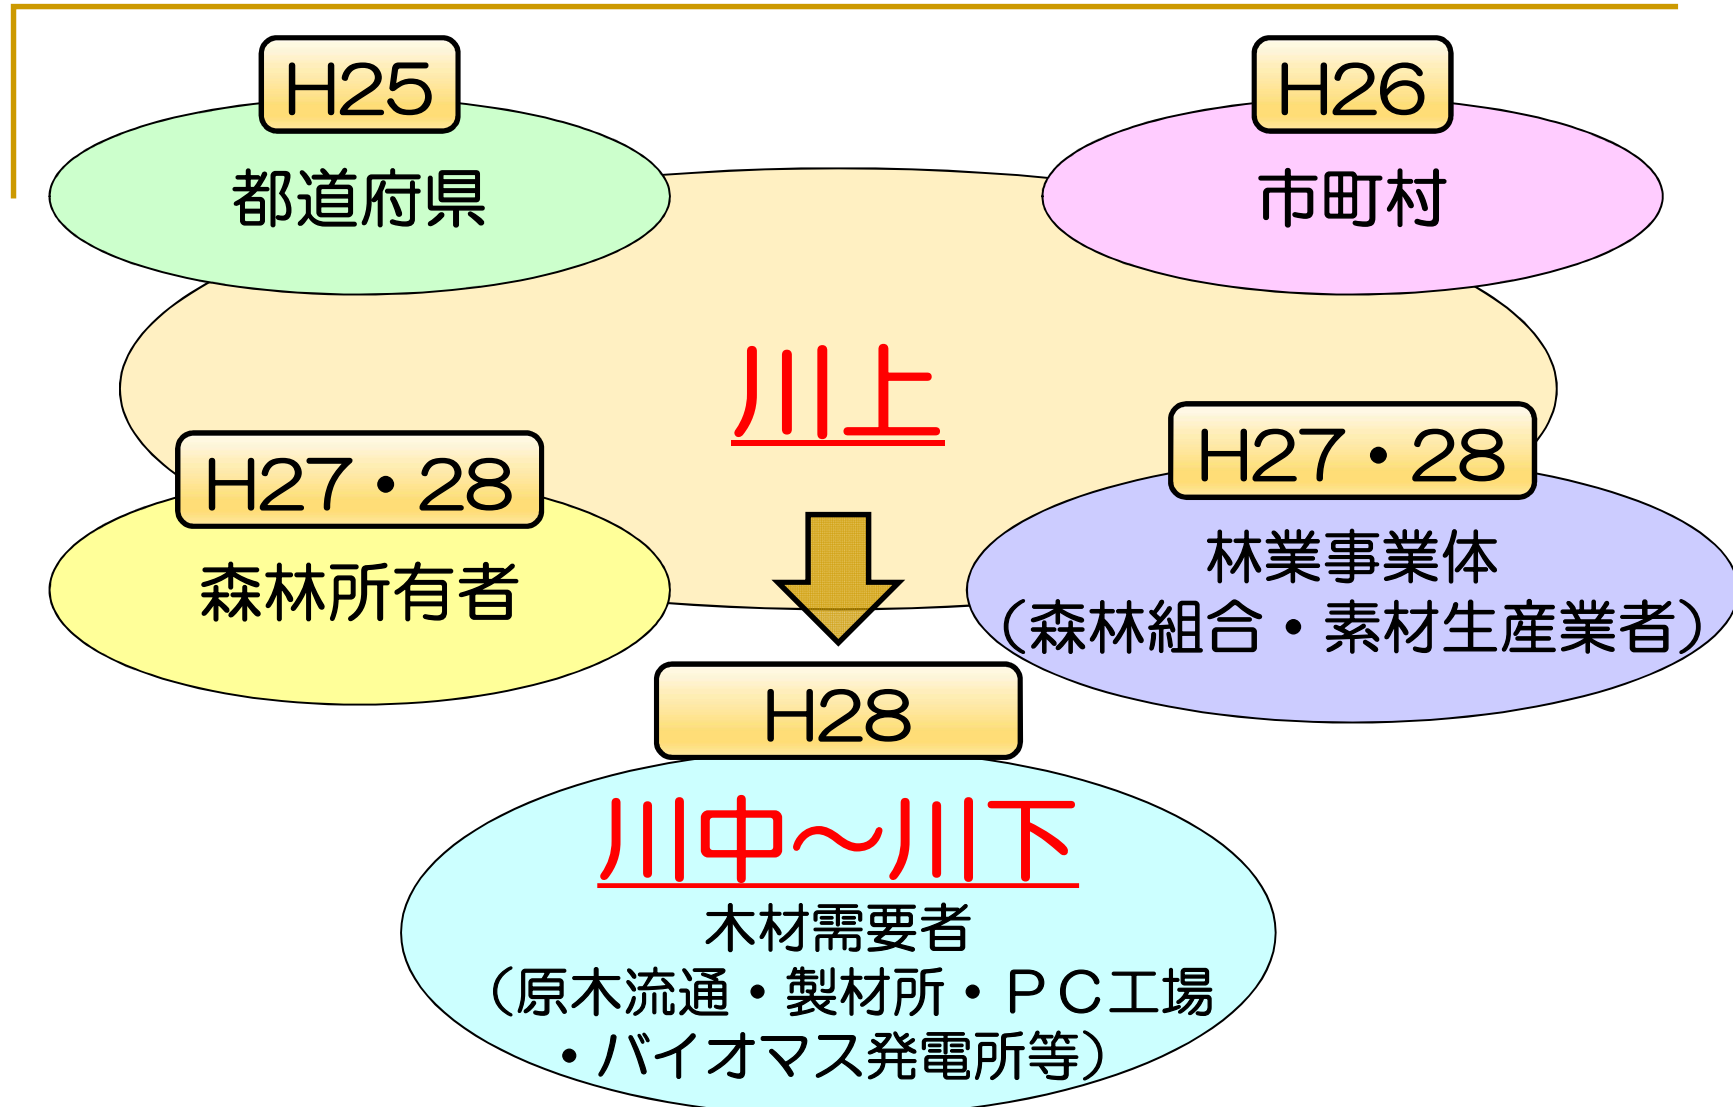 H25
都道府県
H26
市町村
川上
H27・28
森林所有者
H27・28
林業事業体
(森林組合・素材生産業者)
H28
川中～川下
木材需要者
(原木流通・製材所・ＰＣ工場
・バイオマス発電所等)